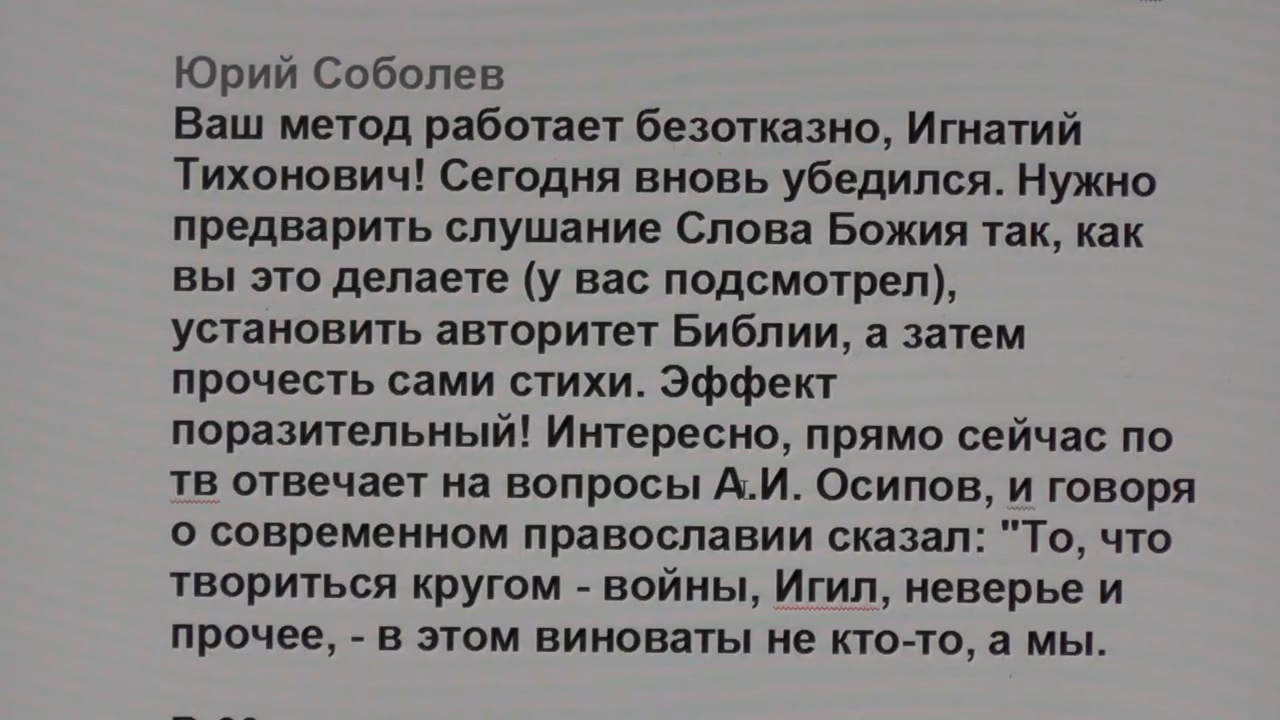 Юрий Соболев
Ваш метод работает безотказно, Игнатий
Тихонович! Сегодня вновь убедился. Нужно
предварить слушание Слова Божия так, как
вы это делаете (у вас подсмотрел),
установить авторитет Библии, а затем
прочесть сами стихи. Эффект
поразительный! Интересно, прямо сейчас по
тв отвечает на вопросы А.И. Осипов, и говоря
о современном православии сказал: "То, что
твориться кругом - войны, Игил, неверье и
прочее, - в этом виноваты не кто-то, а мы.